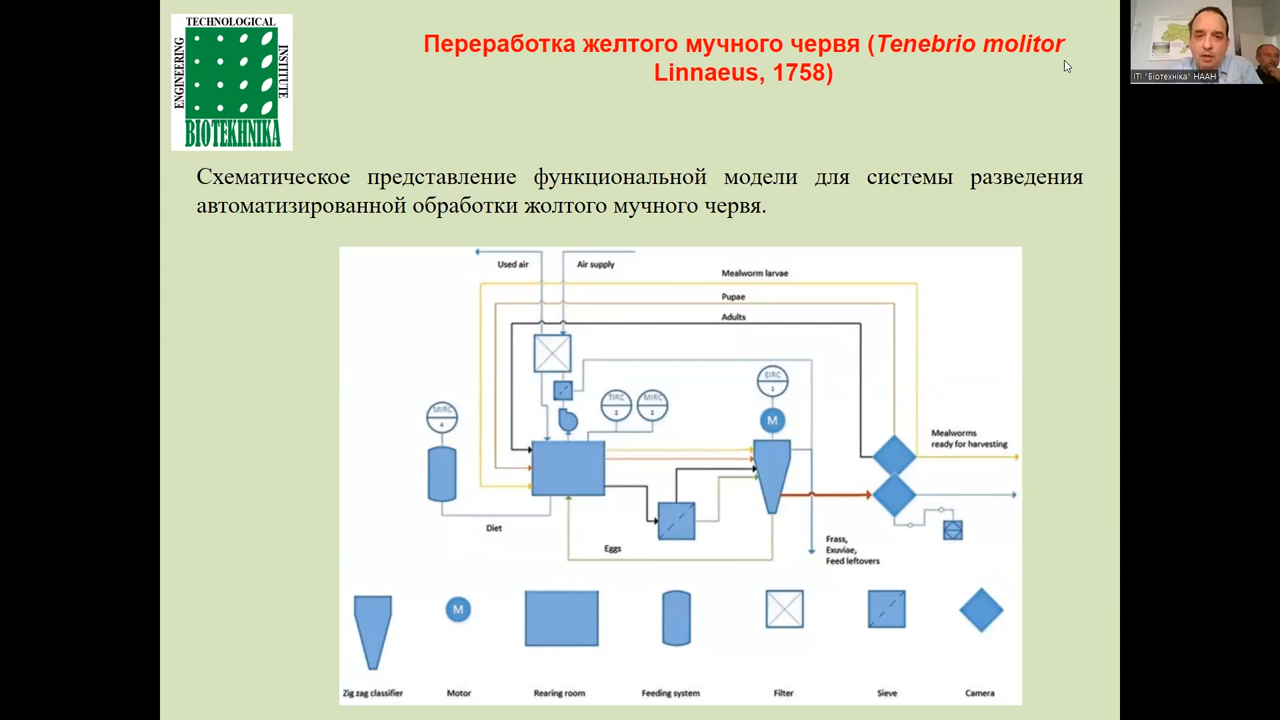 TECHNOLOGICAL
ENGINEERING
INSTITUTE
BIOTEKHNIKA
Переработка желтого мучного червя (Tenebrio molitor
Linnaeus, 1758)
ІТІ "Біотехніка" НААН
Схематическое представление функциональной модели для системы разведения
автоматизированной обработки жолтого мучного червя.
Used air
Air supply
Mealworm larvae
Pupae
Adults
EIRC
1
TIRC
2
MIRC
3
MIRC
4
M
Mealworms
ready for harvesting
Diet
Eggs
Frass,
Exuviae,
Feed leftovers
M
Zig zag classifier
Motor
Rearing room
Feeding system
Filter
Sieve
Camera